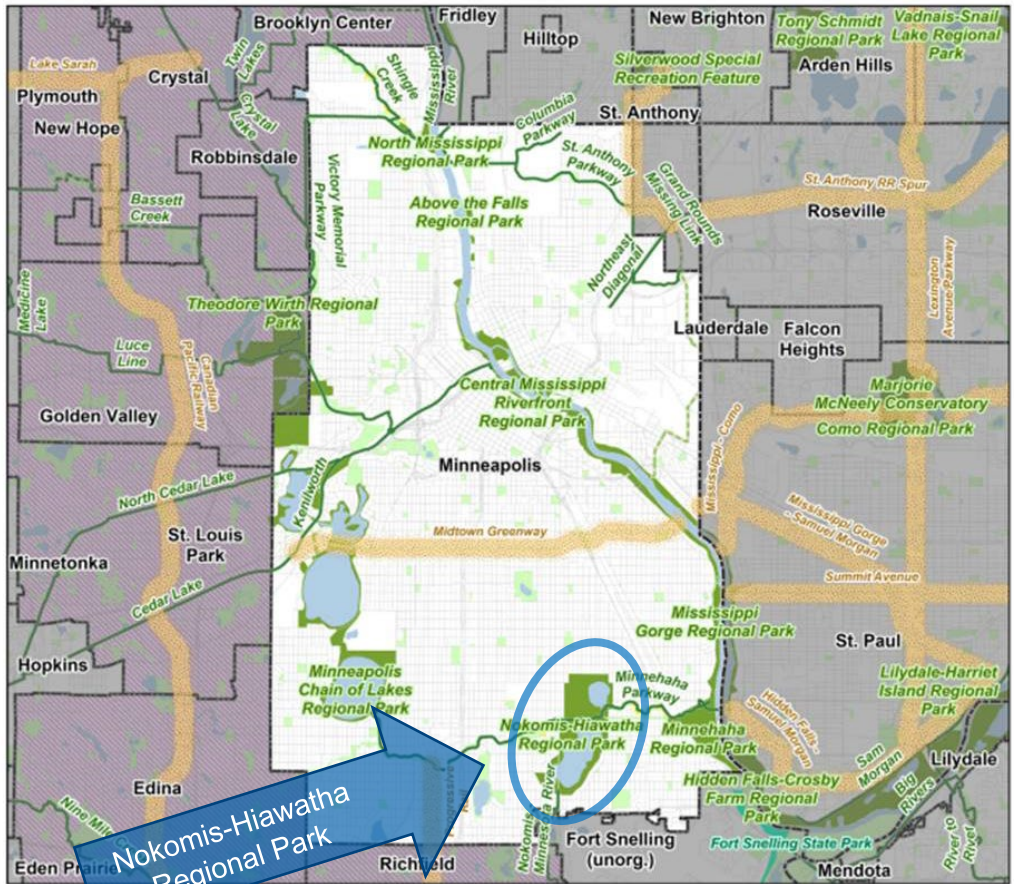 Brooklyn Center
Fridley
New Brighton
Hilltop
Tony Schmidt
Regional Park
Vadnais-Snail
Lake Regional
Park
Lake Sarah
Crystal
Twin
Lakes
Shingle
Creek
Mississippi
River
Silverwood Special
Recreation Feature
Arden Hills
Plymouth
New Hope
Crystal
Lake
Columbia
Parkway
St. Anthony
Robbinsdale
North Mississippi
Regional Park
St. Anthony
Parkway
Victory Memorial
Parkway
Grand Rounds
Missing Link
St. Anthony RR Spur
Bassett
Creek
Above the Falls
Regional Park
Roseville
Northeast
Diagonal
Lexington
Avenue Parkway
Medicine
Lake
Theodore Wirth Regional
Park
Luce
Line
Canadian
Pacific Railway
Lauderdale
Falcon
Heights
Central Mississippi
Riverfront
Regional Park
Marjorie
McNeely Conservatory
Como Regional Park
Golden Valley
Mississippi - Como
Minneapolis
North Cedar Lake
Kenilworth
Mississippi Gorge
- Samuel Morgan
St. Louis
Park
Midtown Greenway
Minnetonka
Summit Avenue
Cedar Lake
Mississippi
Gorge Regional Park
St. Paul
Hopkins
Minneapolis
Chain of Lakes
Regional Park
Minnehaha
Parkway
Lilydale-Harriet
Island Regional
Park
Nokomis-Hiawatha
Regional Park
Minnehaha
Regional Park
Hidden Falls -
Samuel Morgan
Sam
Morgan
Lilydale
Big
Rivers
Edina
Hidden Falls-Crosby
Farm Regional
Park
Nokomis-Hiawatha
Regional Park
Nine Mile
Nokomis-
Minnesota River
Fort Snelling
(unorg.)
Fort Snelling State Park
River to
River
Eden Prairie
Richfield
Mendota